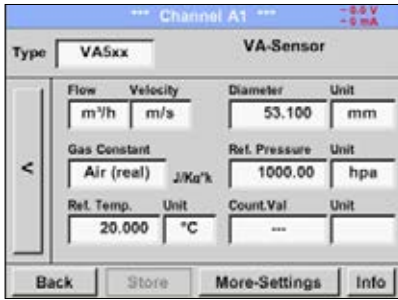 *** Channel A1 ***
~ 0.0 V
~ 0 mA
Type VA5xx VA-Sensor
Flow Velocity Diameter Unit
m³/h m/s 53.100 mm
Gas Constant Ref. Pressure Unit
< Air (real) J/Kg*k 1000.00 hpa
Ref. Temp. Unit Count.Val Unit
20.000 °C ---
Back Store More-Settings Info